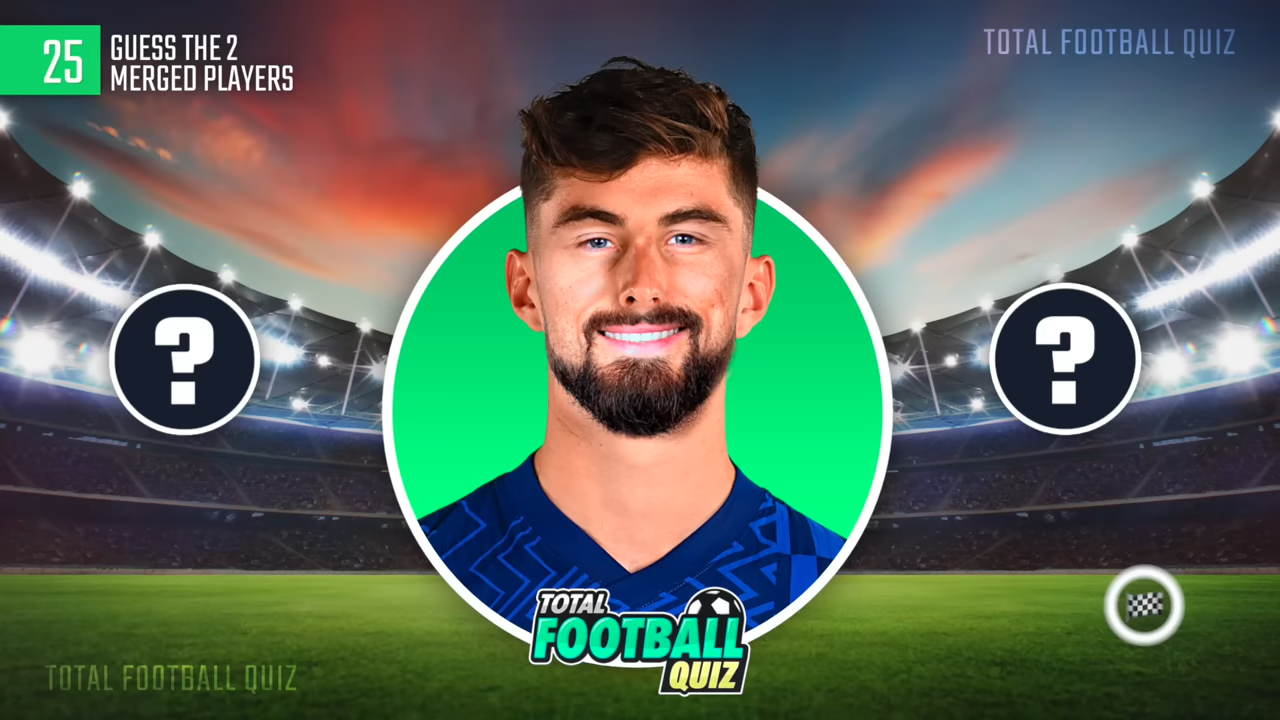 25
GUESS THE 2
MERGED PLAYERS
TOTAL FOOTBALL QUIZ
?
?
TOTAL
FOOTBALL
QUIZ
TOTAL FOOTBALL QUIZ